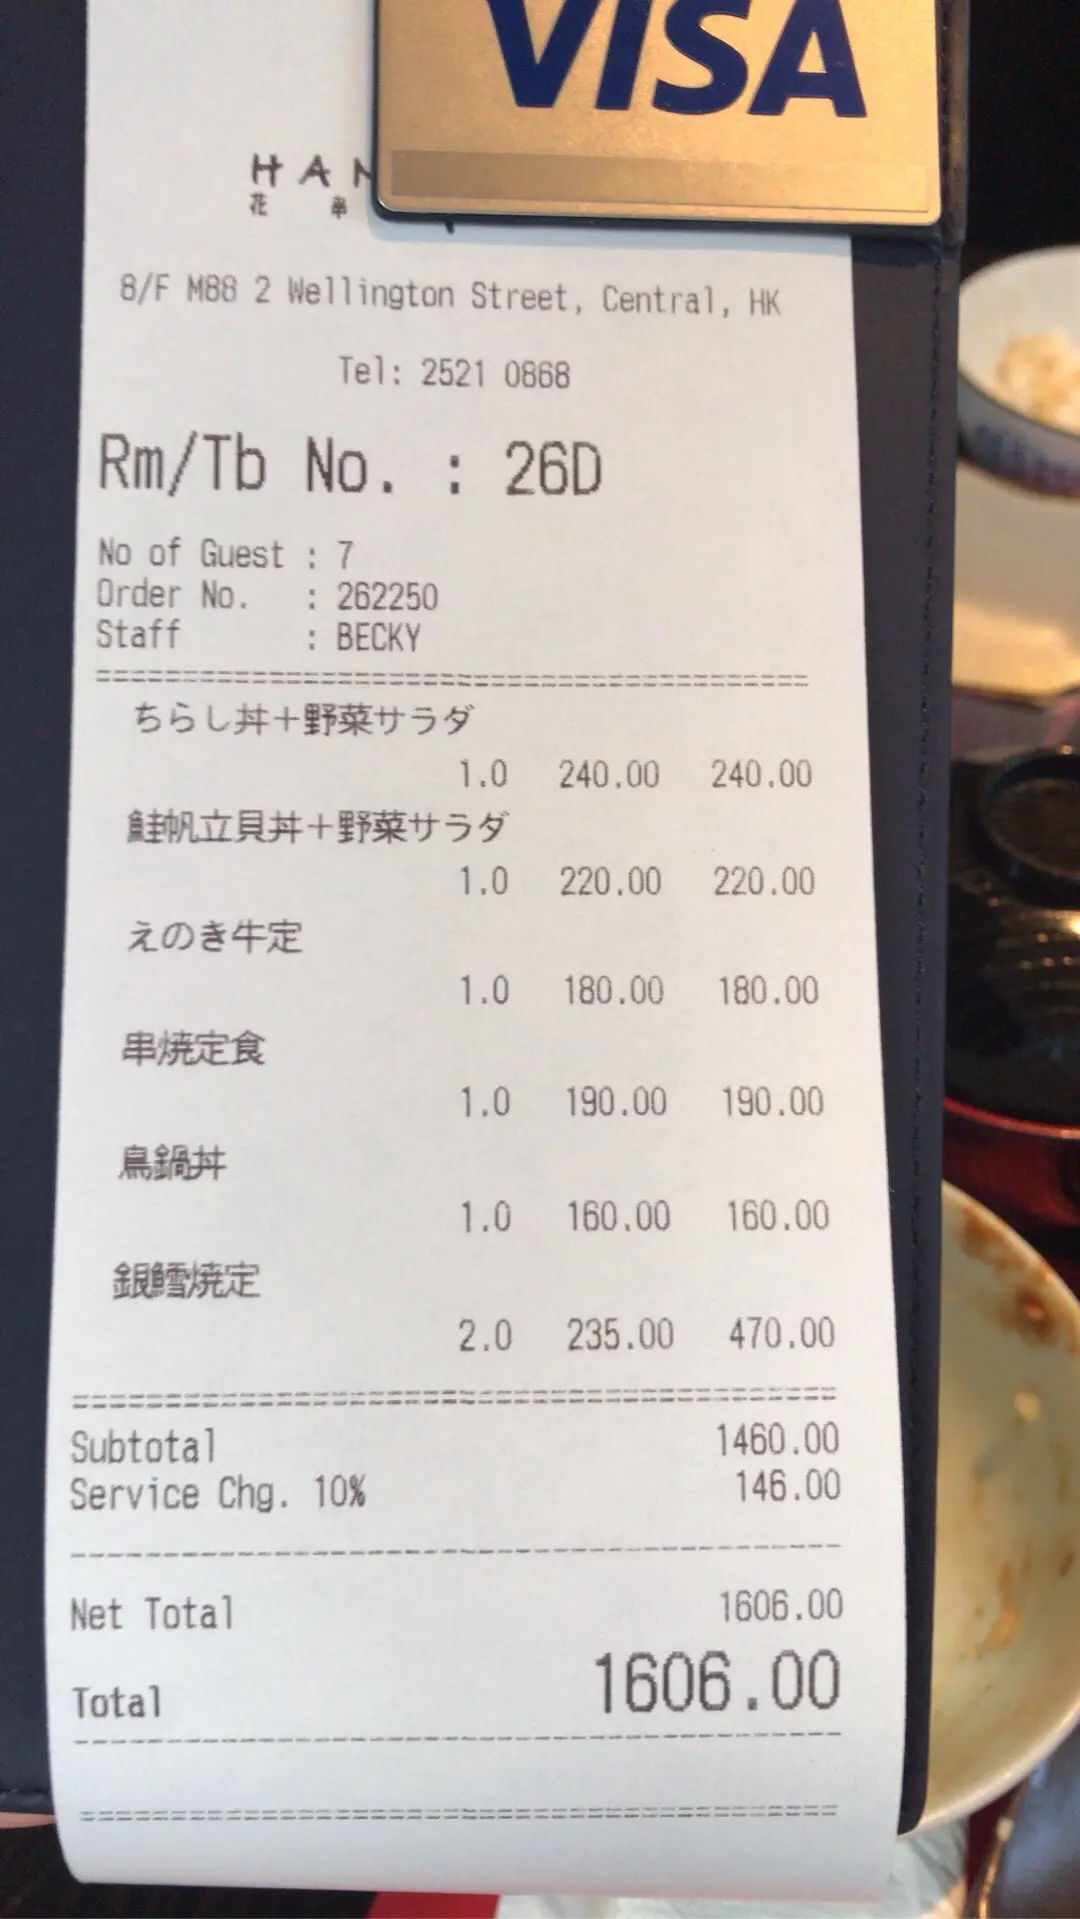 VISA
HAN
花 串
8/F M88 2 Wellington Street, Central, HK
Tel: 2521 0868
Rm/Tb No. : 26D
No of Guest : 7
Order No. : 262250
Staff : BECKY
ちらし丼＋野菜サラダ
1.0 240.00 240.00
鮭帆立貝丼＋野菜サラダ
1.0 220.00 220.00
えのき牛定
1.0 180.00 180.00
串焼定食
1.0 190.00 190.00
鳥鍋丼
1.0 160.00 160.00
銀鱈焼定
2.0 235.00 470.00
Subtotal 1460.00
Service Chg. 10% 146.00
Net Total 1606.00
Total 1606.00